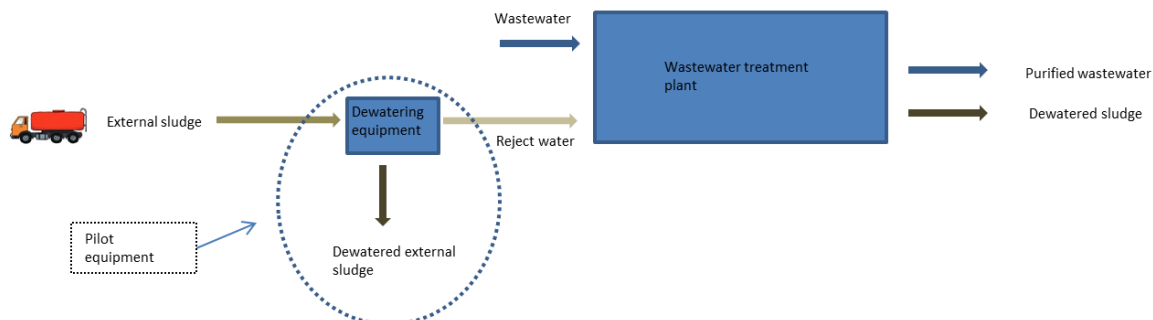 Wastewater
Wastewater treatment
plant
Purified wastewater
Dewatered sludge
External sludge
Dewatering
equipment
Reject water
Dewatered external
sludge
Pilot
equipment